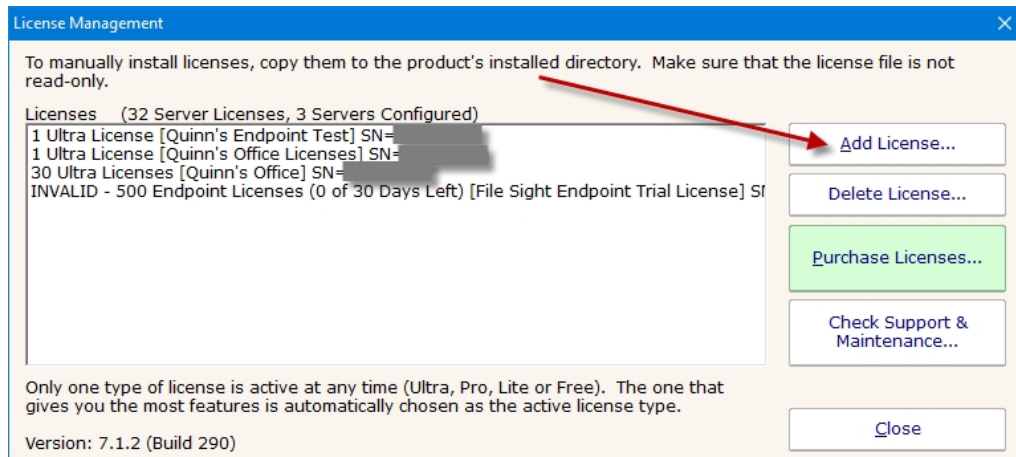 License Management
To manually install licenses, copy them to the product's installed directory. Make sure that the license file is not
read-only.
Licenses (32 Server Licenses, 3 Servers Configured)
1 Ultra License [Quinn's Endpoint Test] SN=
1 Ultra License [Quinn's Office Licenses] SN=
30 Ultra Licenses [Quinn's Office] SN=
INVALID - 500 Endpoint Licenses (0 of 30 Days Left) [File Sight Endpoint Trial License] SN
Add License...
Delete License...
Purchase Licenses...
Check Support &
Maintenance...
Only one type of license is active at any time (Ultra, Pro, Lite or Free). The one that
gives you the most features is automatically chosen as the active license type.
Version: 7.1.2 (Build 290)
Close